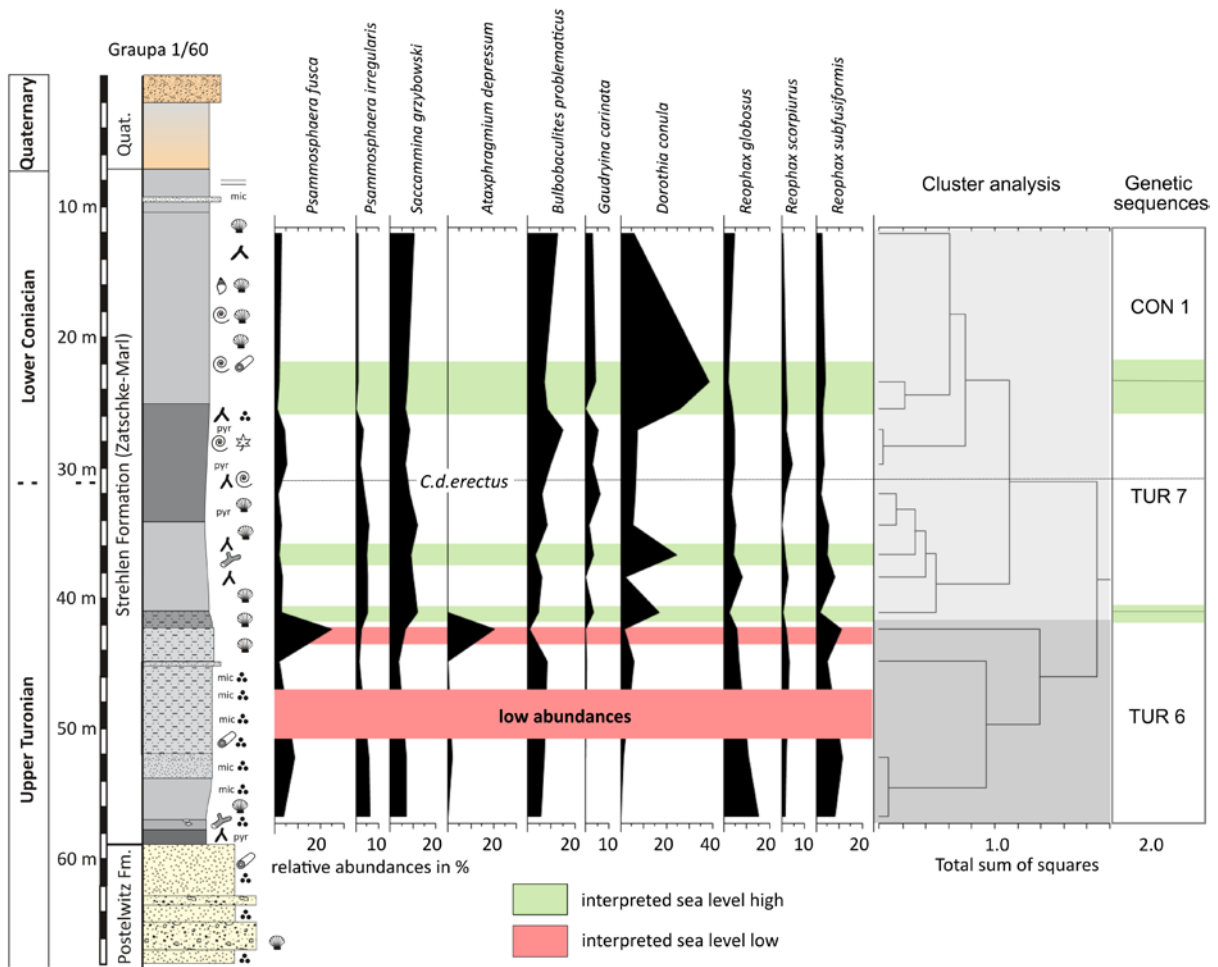 Graupa 1/60
Psammosphaera fusca
Psammosphaera irregularis
Saccammina grzybowski
Ataxphragmium depressum
Bulbobaculites problematicus
Gaudryina carinata
Dorothia conula
Reophax globosus
Reophax scorpiurus
Reophax subfusiformis
Cluster analysis
Genetic
sequences
Quaternary
Lower Coniacian
Upper Turonian
Quat.
Strehlen Formation (Zatschke-Marl)
Postelwitz Fm.
10 m
20 m
30 m
40 m
50 m
60 m
mic
pyr
pyr
pyr
mic
mic
mic
mic
mic
pyr
C.d.erectus
low abundances
CON 1
TUR 7
TUR 6
20 10 20 20 10 40 20 10 20 1.0 2.0
relative abundances in %
Total sum of squares
interpreted sea level high
interpreted sea level low